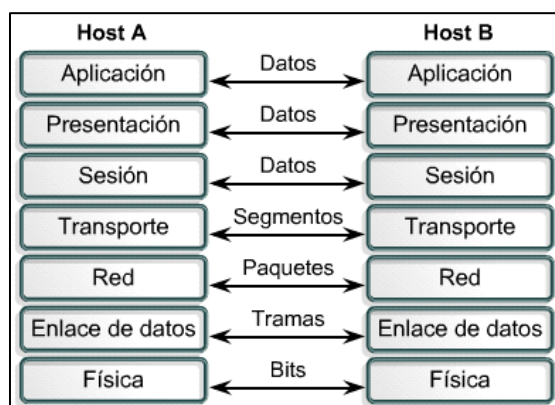 Host A Host B
Aplicación Datos Aplicación
Presentación Datos Presentación
Sesión Datos Sesión
Transporte Segmentos Transporte
Red Paquetes Red
Enlace de datos Tramas Enlace de datos
Física Bits Física